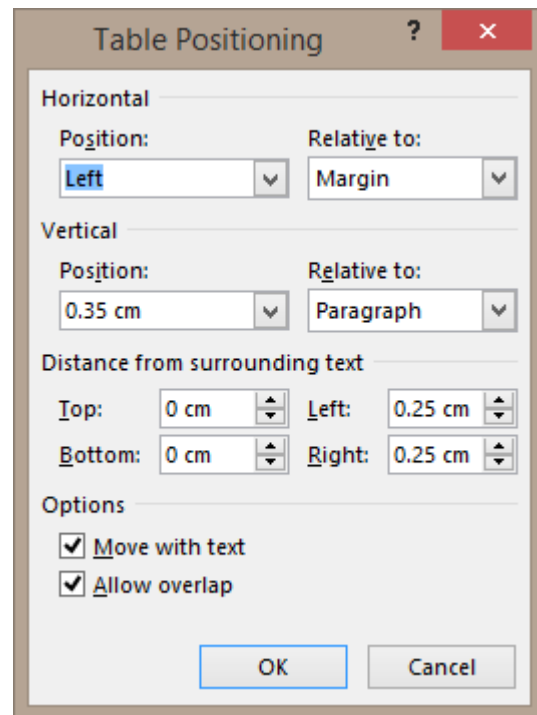 Table Positioning ? ×
Horizontal
Position: Relative to:
Left Margin
Vertical
Position: Relative to:
0.35 cm Paragraph
Distance from surrounding text
Top: 0 cm Left: 0.25 cm
Bottom: 0 cm Right: 0.25 cm
Options
Move with text
Allow overlap
OK Cancel